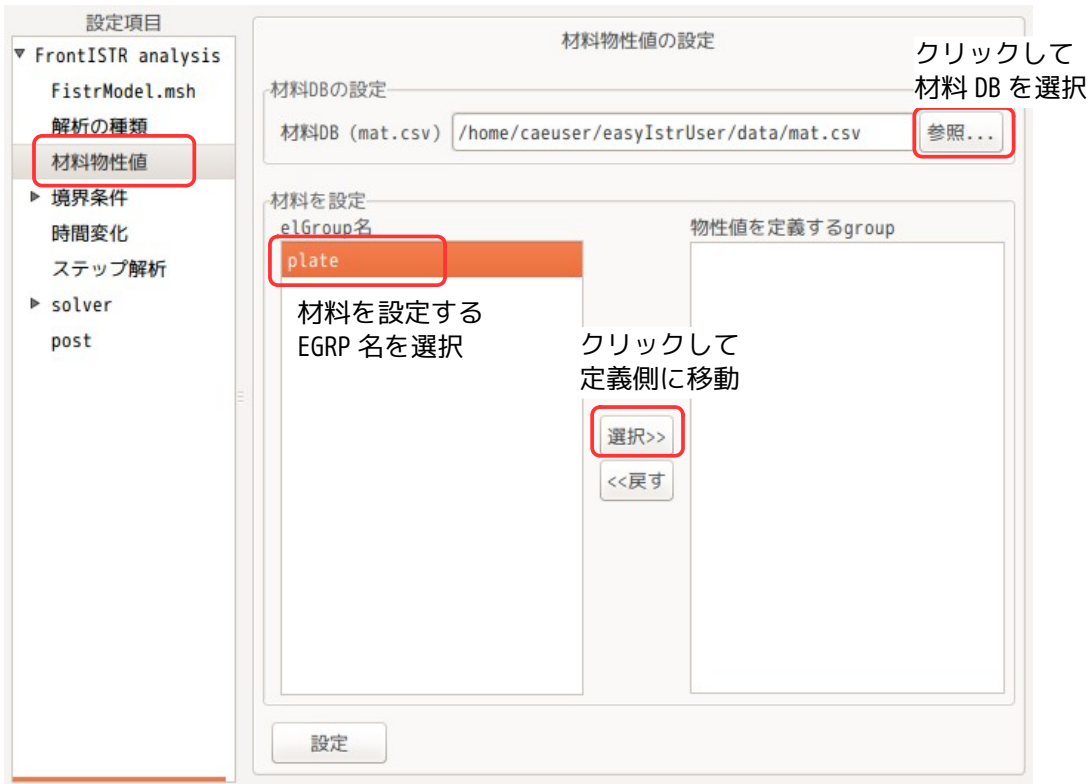 設定項目
▼ FrontISTR analysis
FistrModel.msh
解析の種類
材料物性値
▶ 境界条件
時間変化
ステップ解析
▶ solver
post
材料物性値の設定
クリックして
材料 DB を選択
材料DBの設定
材料DB (mat.csv) /home/caeuser/easyIstrUser/data/mat.csv 参照...
材料を設定
elGroup名
plate
材料を設定する
EGRP 名を選択
クリックして
定義側に移動
選択>>
<<戻す
物性値を定義するgroup
設定